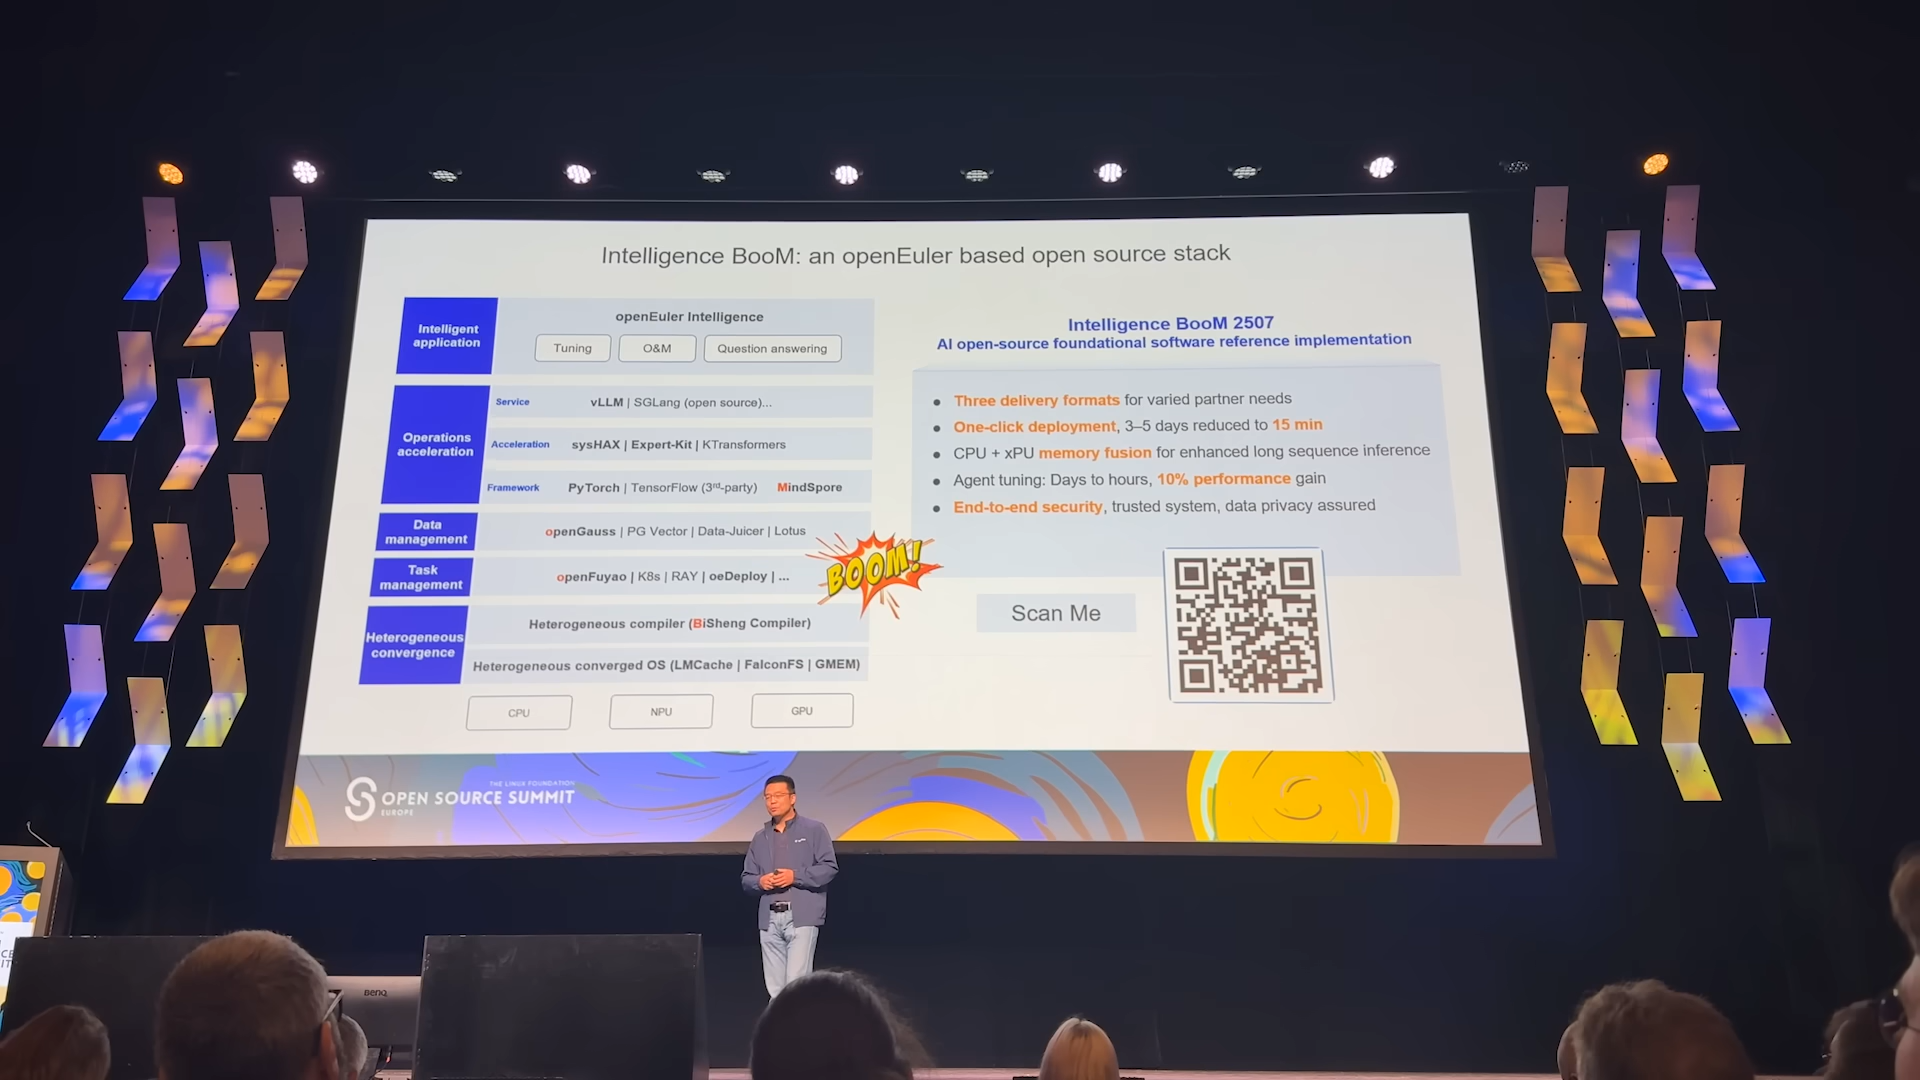 Intelligence BooM: an openEuler based open source stack
Intelligent application
openEuler Intelligence
Tuning
O&M
Question answering
Operations acceleration
Service
vLLM | SGLang (open source)...
Acceleration
sysHAX | Expert-Kit | KTransformers
Framework
PyTorch | TensorFlow (3rd-party) MindSpore
Data management
openGauss | PG Vector | Data-Juicer | Lotus
Task management
openFuyao | K8s | RAY | oeDeploy | ...
BOOM!
Heterogeneous convergence
Heterogeneous compiler (BiSheng Compiler)
Heterogeneous converged OS (LMCache | FalconFS | GMEM)
CPU
NPU
GPU
Intelligence BooM 2507
AI open-source foundational software reference implementation
● Three delivery formats for varied partner needs
● One-click deployment, 3–5 days reduced to 15 min
● CPU + xPU memory fusion for enhanced long sequence inference
● Agent tuning: Days to hours, 10% performance gain
● End-to-end security, trusted system, data privacy assured
Scan Me
THE LINUX FOUNDATION
OPEN SOURCE SUMMIT
EUROPE
BenQ